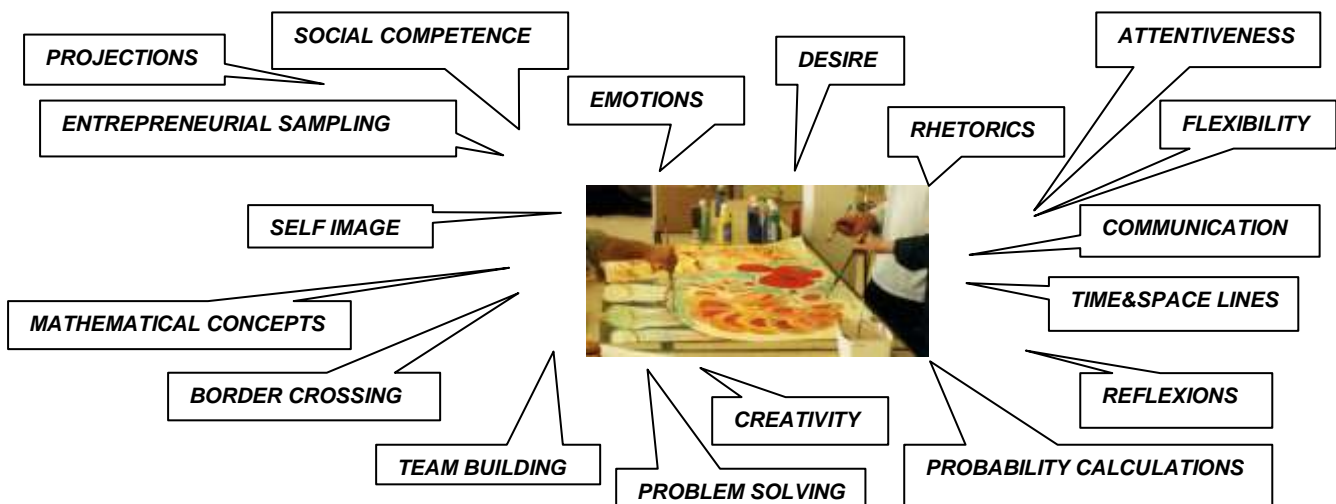 SOCIAL COMPETENCE
PROJECTIONS
ATTENTIVENESS
DESIRE
EMOTIONS
ENTREPRENEURIAL SAMPLING
FLEXIBILITY
RHETORICS
SELF IMAGE
COMMUNICATION
TIME&SPACE LINES
MATHEMATICAL CONCEPTS
BORDER CROSSING
REFLEXIONS
CREATIVITY
TEAM BUILDING
PROBABILITY CALCULATIONS
PROBLEM SOLVING